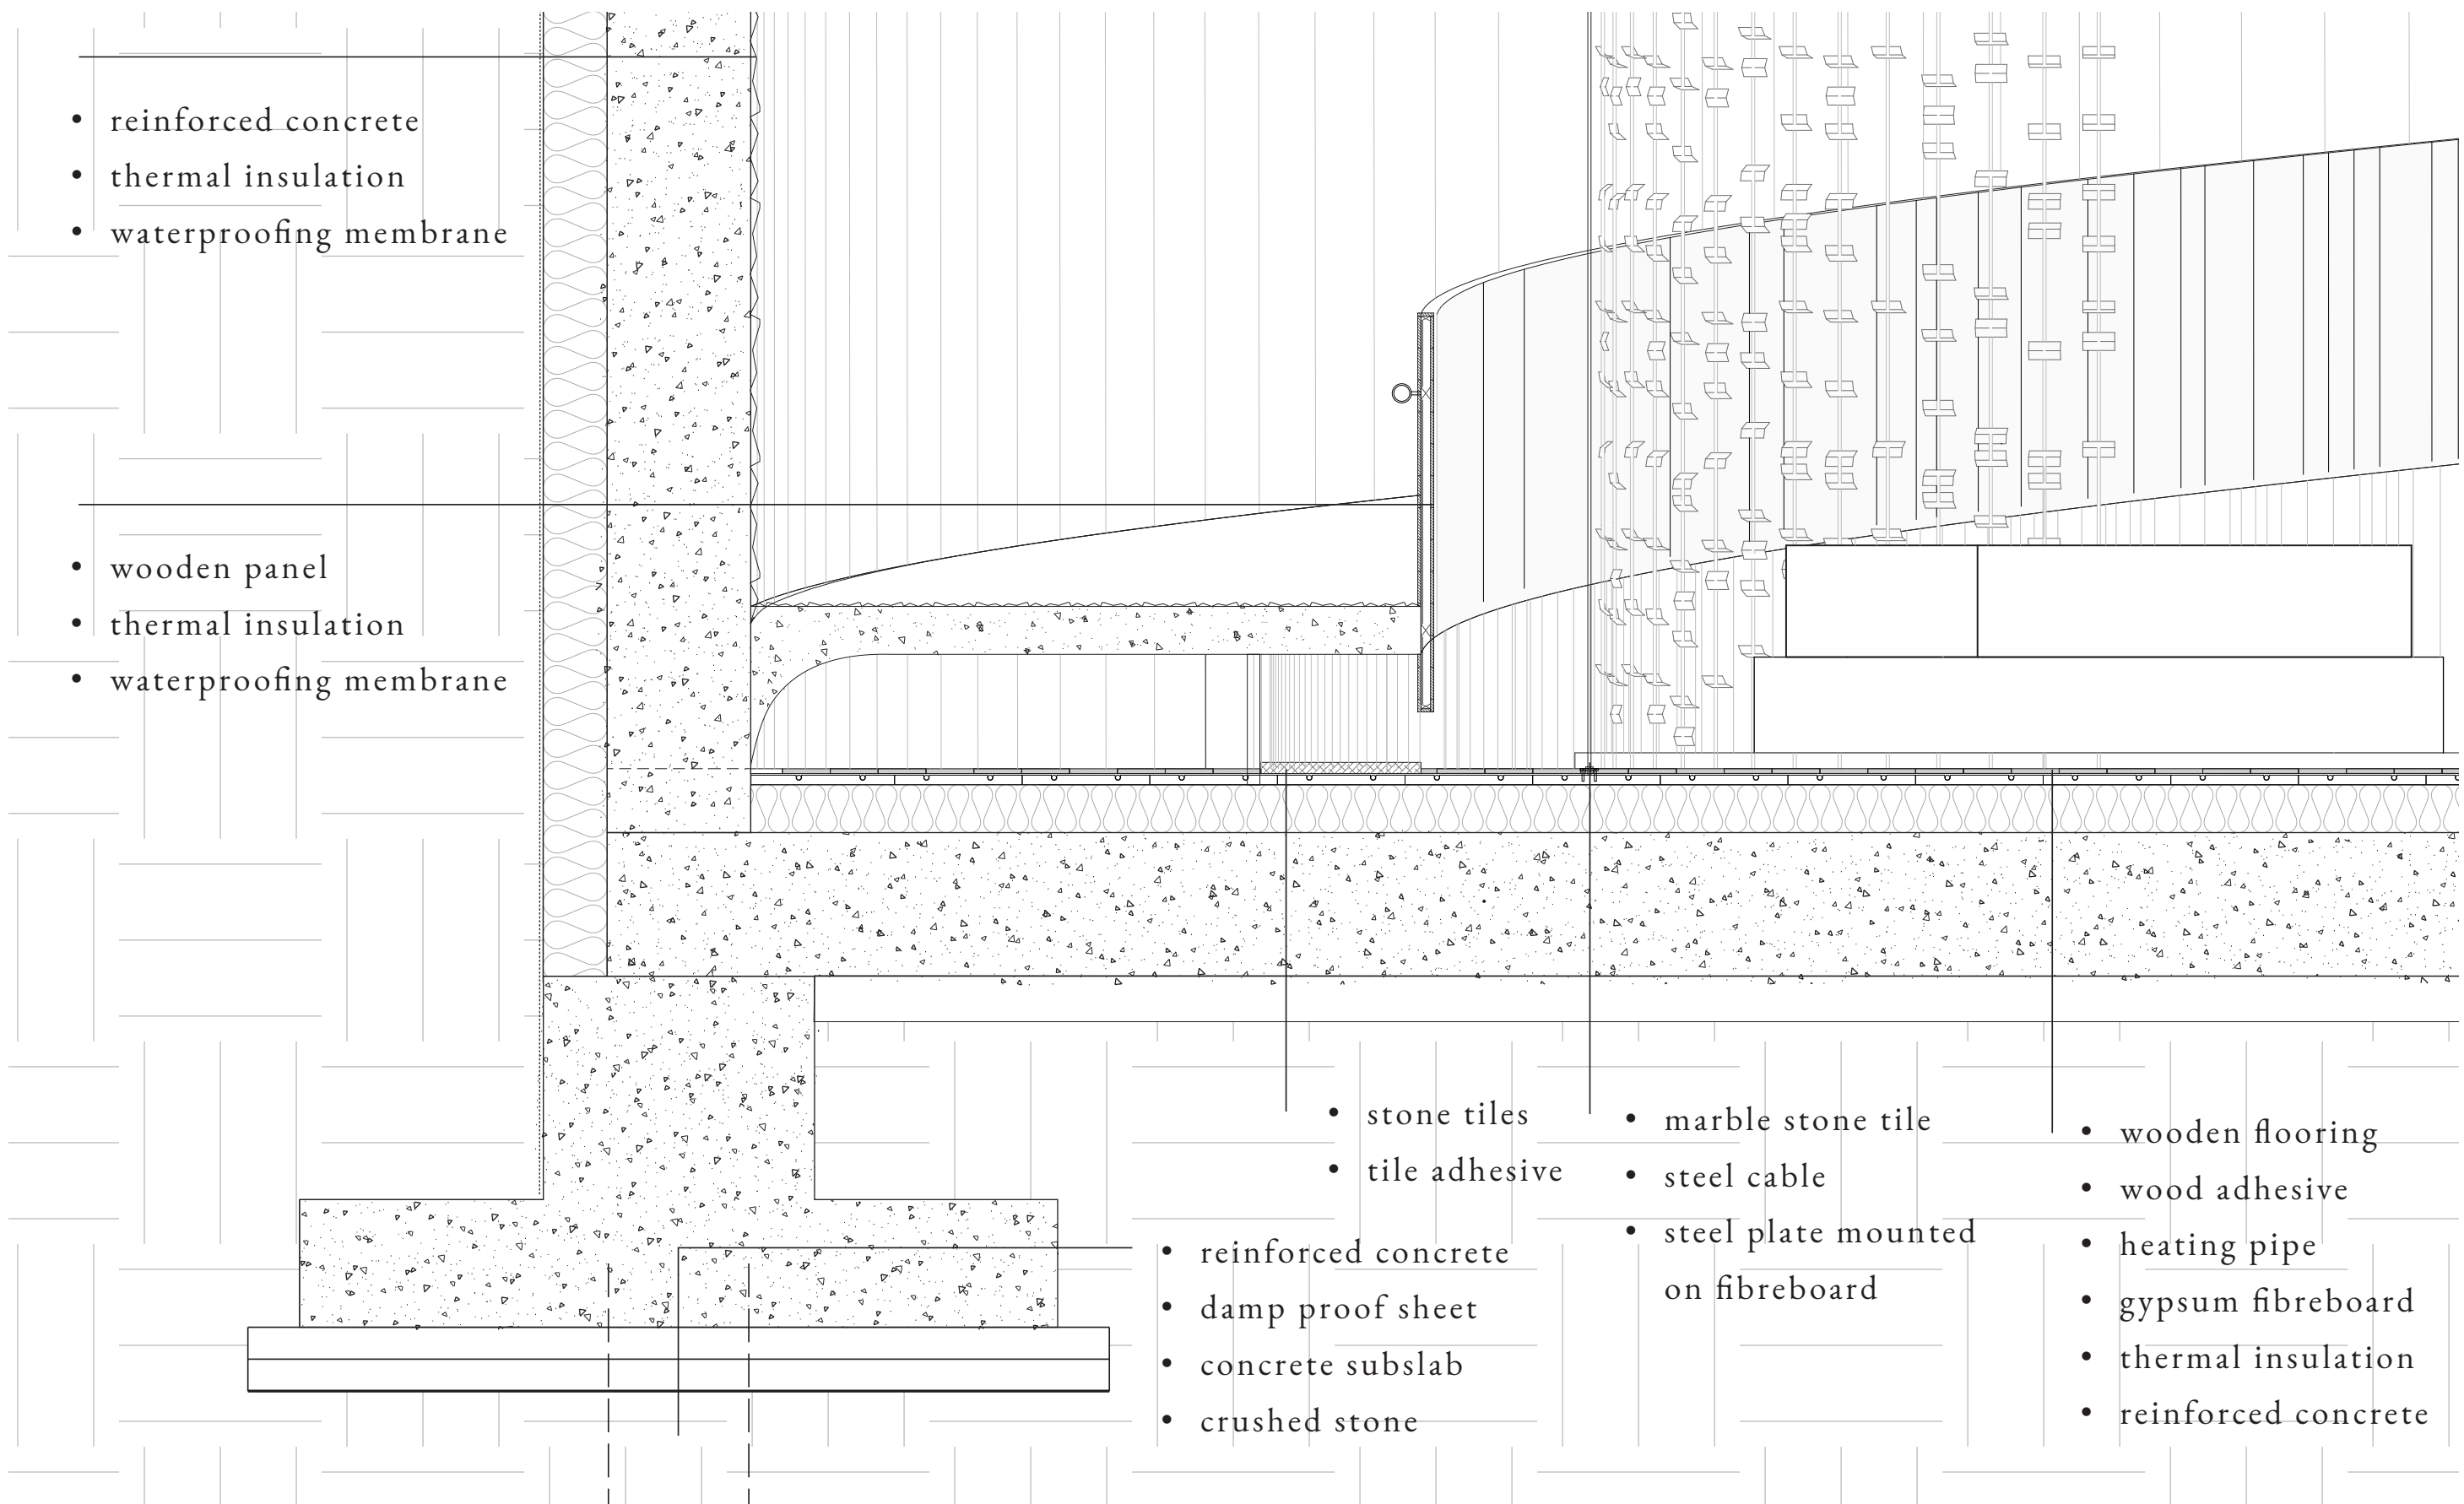 • reinforced concrete
• thermal insulation
• waterproofing membrane
• wooden panel
• thermal insulation
• waterproofing membrane
• stone tiles
• tile adhesive
• reinforced concrete
• damp proof sheet
• concrete subslab
• crushed stone
• marble stone tile
• steel cable
• steel plate mounted
on fibreboard
• wooden flooring
• wood adhesive
• heating pipe
• gypsum fibreboard
• thermal insulation
• reinforced concrete